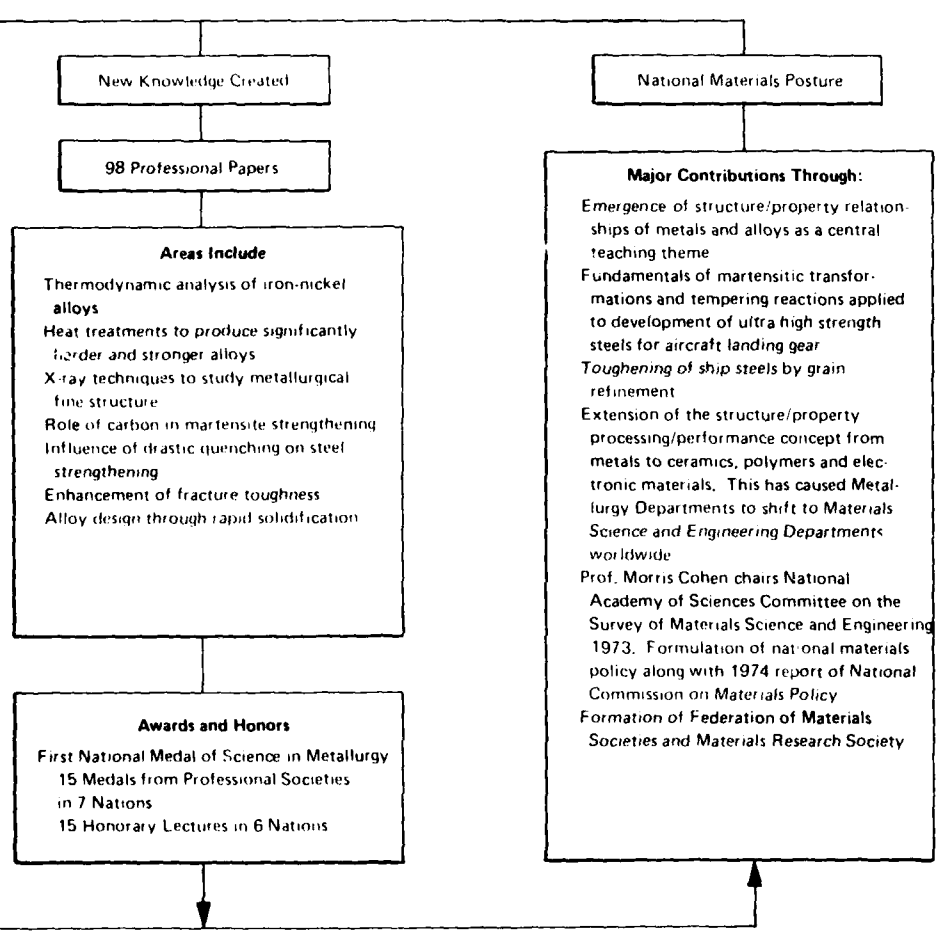 New Knowledge Created
98 Professional Papers
Areas Include
Thermodynamic analysis of iron-nickel
alloys
Heat treatments to produce significantly
harder and stronger alloys
X-ray techniques to study metallurgical
fine structure
Role of carbon in martensite strengthening
Influence of drastic quenching on steel
strengthening
Enhancement of fracture toughness
Alloy design through rapid solidification
Awards and Honors
First National Medal of Science in Metallurgy
15 Medals from Professional Societies
in 7 Nations
15 Honorary Lectures in 6 Nations
National Materials Posture
Major Contributions Through:
Emergence of structure/property relation-
ships of metals and alloys as a central
teaching theme
Fundamentals of martensitic transfor-
mations and tempering reactions applied
to development of ultra high strength
steels for aircraft landing gear
Toughening of ship steels by grain
refinement
Extension of the structure/property
processing/performance concept from
metals to ceramics, polymers and elec-
tronic materials. This has caused Metal-
lurgy Departments to shift to Materials
Science and Engineering Departments
worldwide
Prof. Morris Cohen chairs National
Academy of Sciences Committee on the
Survey of Materials Science and Engineering
1973. Formulation of national materials
policy along with 1974 report of National
Commission on Materials Policy
Formation of Federation of Materials
Societies and Materials Research Society